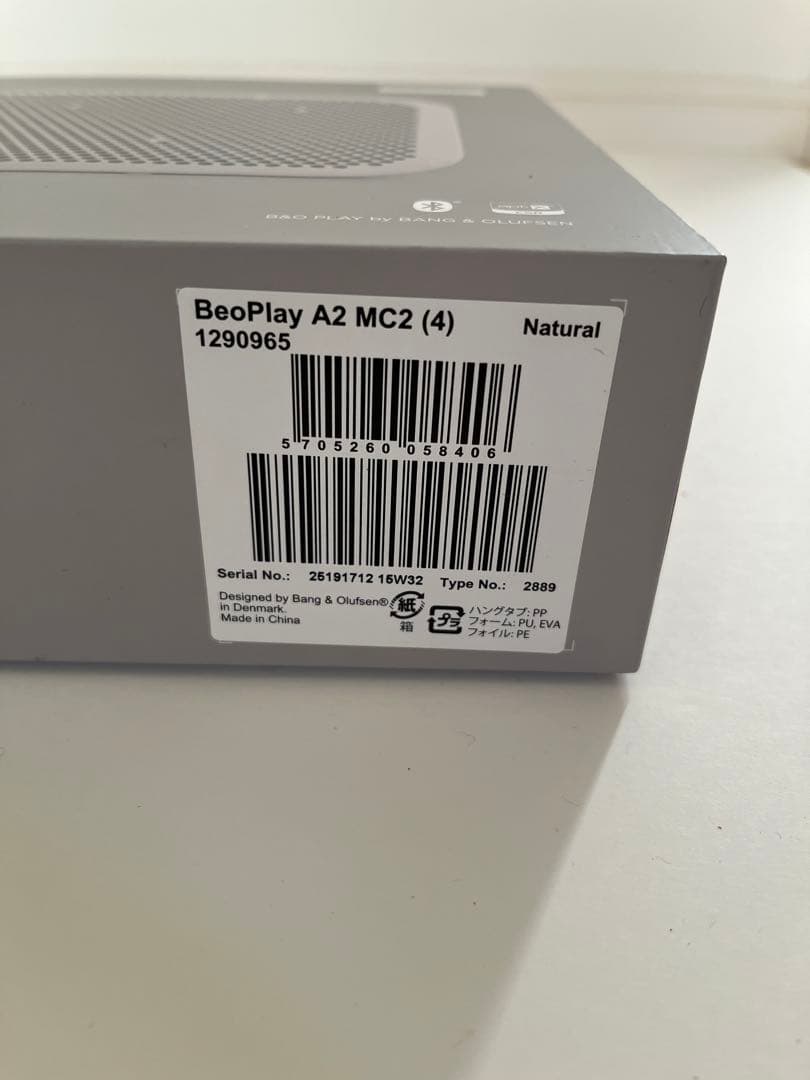 B&O PLAY by BANG & OLUFSEN
BeoPlay A2 MC2 (4)
Natural
1290965
5 705260 058406
Serial No.: 25191712 15W32 Type No.: 2889
Designed by Bang & Olufsen®
in Denmark.
Made in China
紙
箱
プラ
ハングタブ: PP
フォーム: PU, EVA
フォイル: PE